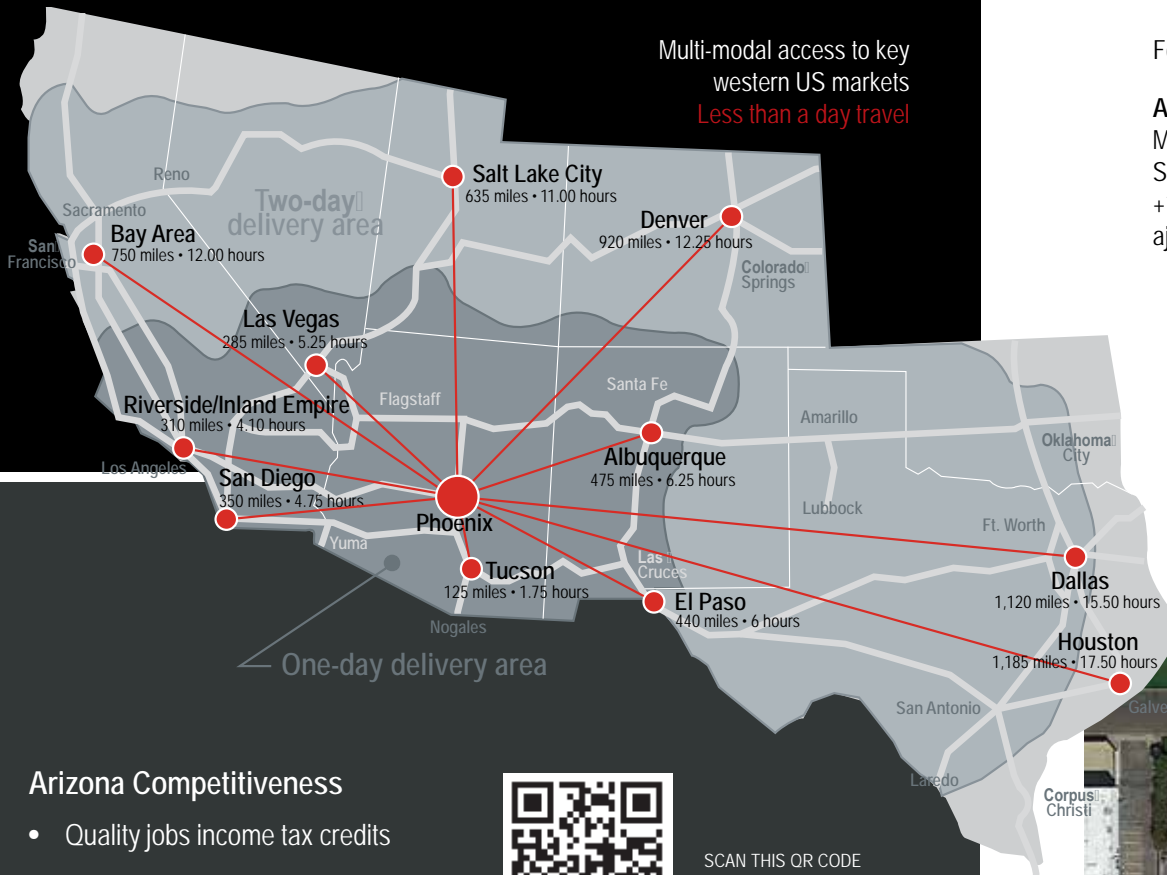 Multi-modal access to key
western US markets
Less than a day travel
Salt Lake City
635 miles • 11.00 hours
Reno
Two-day
delivery area
Denver
920 miles • 12.25 hours
Sacramento
Bay Area
750 miles • 12.00 hours
San
Francisco
Colorado
Springs
Las Vegas
285 miles • 5.25 hours
Santa Fe
Flagstaff
Riverside/Inland Empire
310 miles • 4.10 hours
Amarillo
Oklahoma
City
Los Angeles
Albuquerque
475 miles • 6.25 hours
San Diego
350 miles • 4.75 hours
Lubbock
Phoenix
Ft. Worth
Yuma
Las
Cruces
Tucson
125 miles • 1.75 hours
Dallas
1,120 miles • 15.50 hours
El Paso
440 miles • 6 hours
Nogales
Houston
1,185 miles • 17.50 hours
One-day delivery area
San Antonio
Laredo
Corpus
Christi
Arizona Competitiveness
• Quality jobs income tax credits
SCAN THIS QR CODE